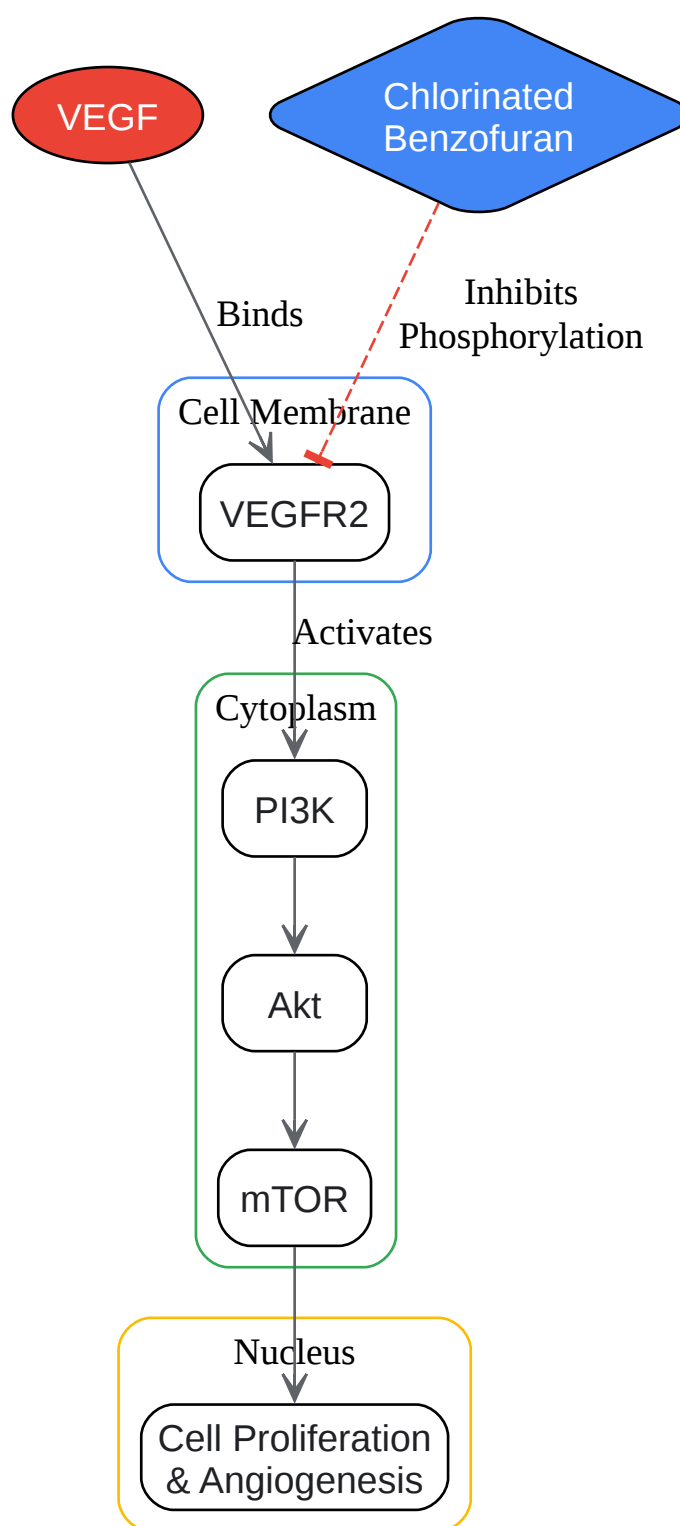 VEGF
Chlorinated
Benzofuran
Binds
Inhibits
Phosphorylation
Cell Membrane
VEGFR2
Activates
Cytoplasm
PI3K
Akt
mTOR
Nucleus
Cell Proliferation
& Angiogenesis